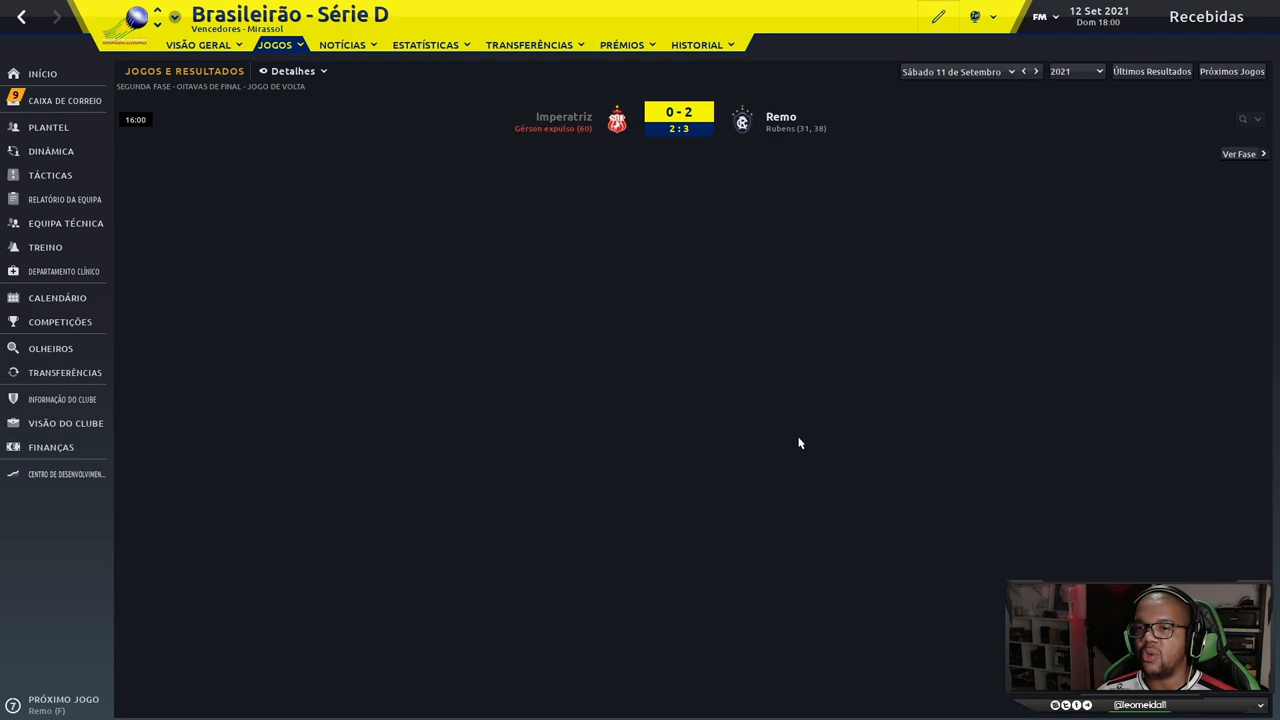 Brasileirão - Série D
Vencedores - Mirassol
FM
12 Set 2021
Dom 18:00
Recebidas
VISÃO GERAL
JOGOS
NOTÍCIAS
ESTATÍSTICAS
TRANSFERÊNCIAS
PRÉMIOS
HISTORIAL
JOGOS E RESULTADOS
Detalhes
Sábado 11 de Setembro
2021
Últimos Resultados
Próximos Jogos
SEGUNDA FASE - OITAVAS DE FINAL - JOGO DE VOLTA
16:00
Imperatriz
Gérson expulso (60)
0 - 2
2 : 3
Remo
Rubens (31, 38)
Ver Fase
INÍCIO
9
CAIXA DE CORREIO
PLANTEL
DINÂMICA
TÁCTICAS
RELATÓRIO DA EQUIPA
EQUIPA TÉCNICA
TREINO
DEPARTAMENTO CLÍNICO
CALENDÁRIO
COMPETIÇÕES
OLHEIROS
TRANSFERÊNCIAS
INFORMAÇÃO DO CLUBE
VISÃO DO CLUBE
FINANÇAS
CENTRO DE DESENVOLVIMEN...
7
PRÓXIMO JOGO
Remo (F)
@leomeidall